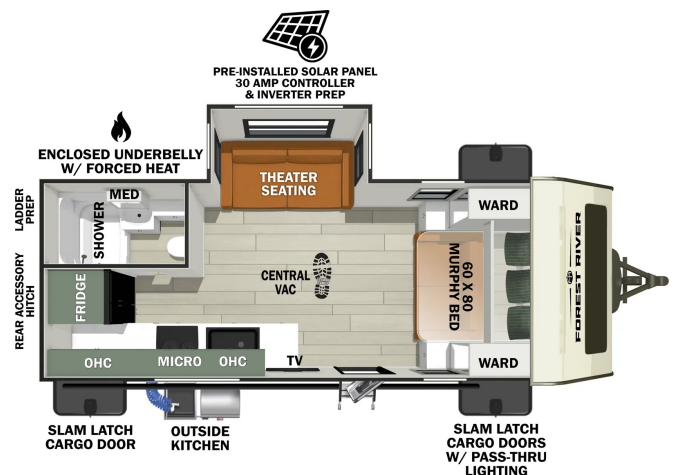 PRE-INSTALLED SOLAR PANEL
30 AMP CONTROLLER
& INVERTER PREP
ENCLOSED UNDERBELLY
W/ FORCED HEAT
THEATER
SEATING
MED
SHOWER
LADDER
PREP
WARD
CENTRAL
VAC
60 X 80
MURPHY BED
FOREST RIVER
REAR ACCESSORY
HITCH
FRIDGE
OHC
MICRO
OHC
TV
WARD
SLAM LATCH
CARGO DOOR
OUTSIDE
KITCHEN
SLAM LATCH
CARGO DOORS
W/ PASS-THRU
LIGHTING